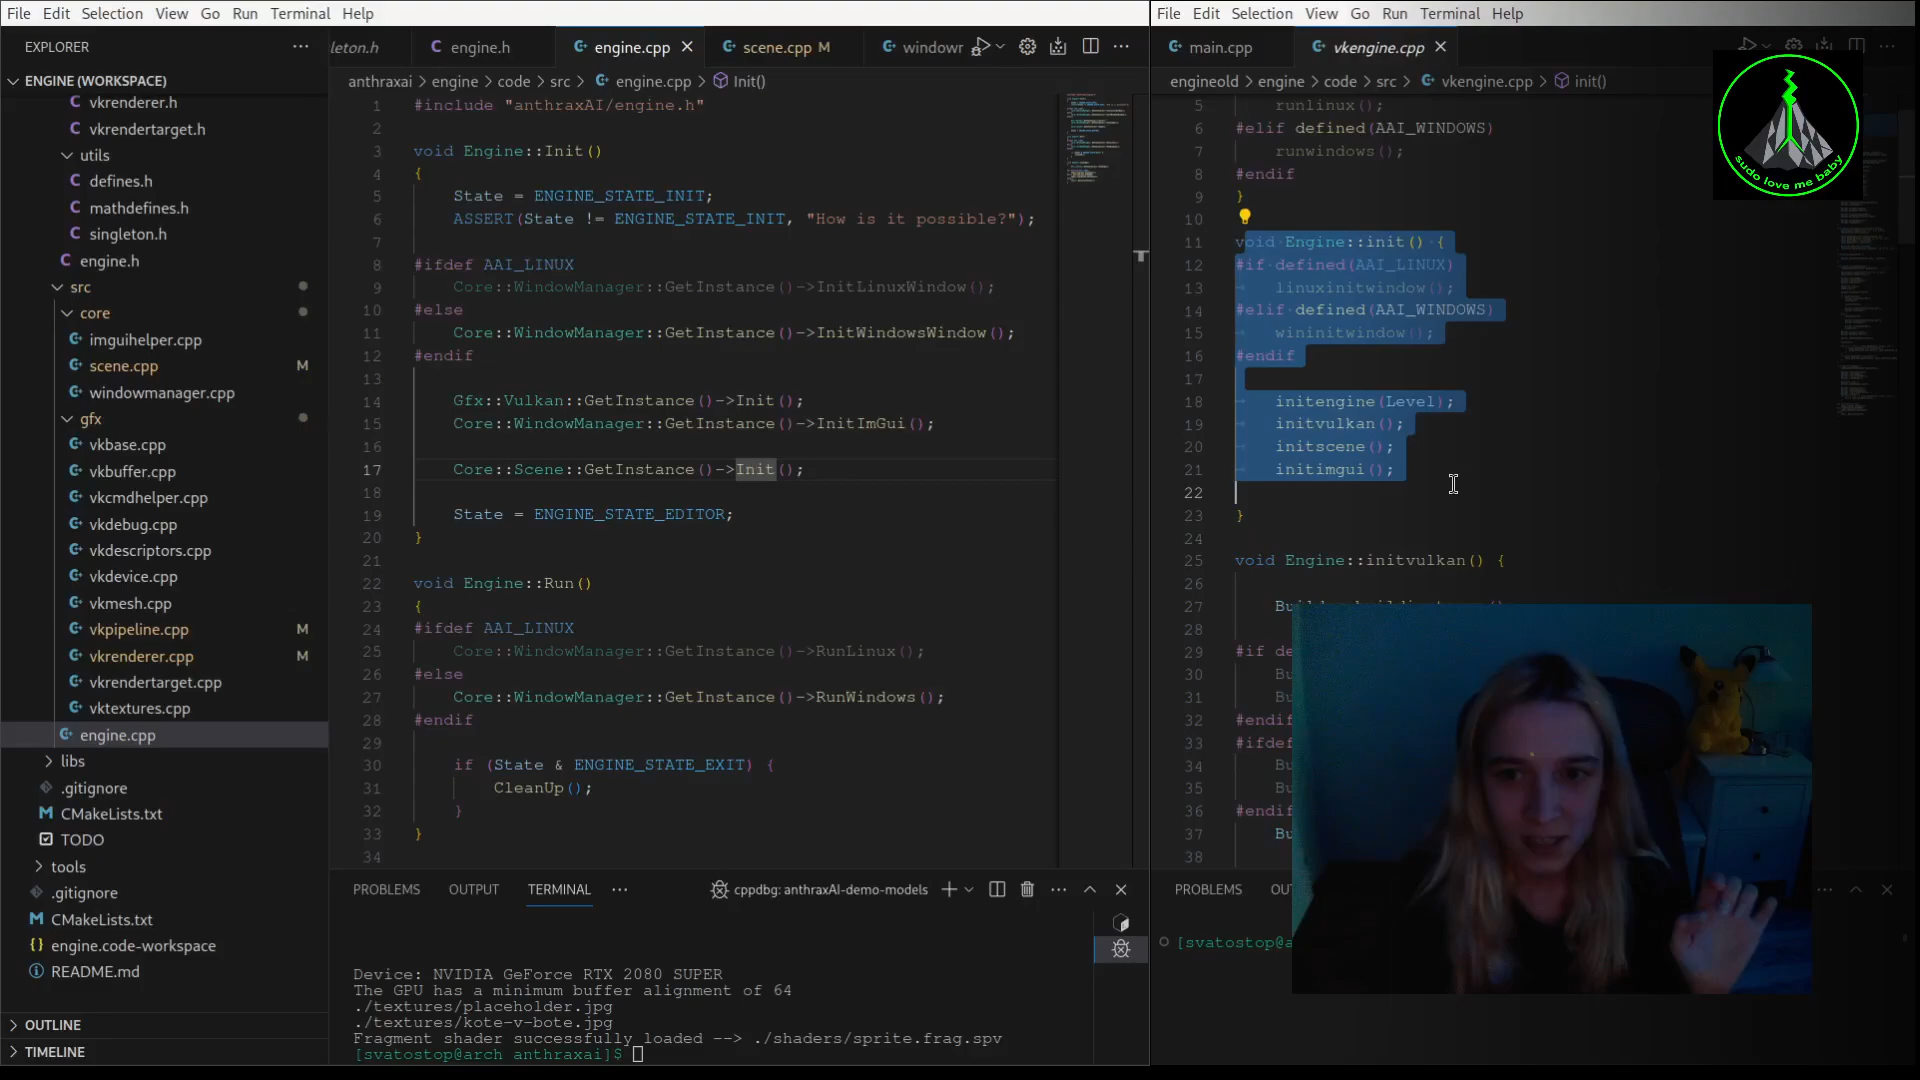 File Edit Selection View Go Run Terminal Help
EXPLORER
ENGINE (WORKSPACE)
vkrenderer.h
vkrendertarget.h
utils
defines.h
mathdefines.h
singleton.h
engine.h
src
core
imguihelper.cpp
scene.cpp M
windowmanager.cpp
gfx
vkbase.cpp
vkbuffer.cpp
vkcmdhelper.cpp
vkdebug.cpp
vkdescriptors.cpp
vkdevice.cpp
vkmesh.cpp
vkpipeline.cpp M
vkrenderer.cpp M
vkrendertarget.cpp
vktextures.cpp
engine.cpp
libs
.gitignore
CMakeLists.txt
TODO
tools
.gitignore
CMakeLists.txt
engine.code-workspace
README.md
OUTLINE
TIMELINE
leton.h engine.h engine.cpp scene.cpp M windowr
anthraxai > engine > code > src > engine.cpp > Init()
1 #include "anthraxAI/engine.h"
2
3 void Engine::Init()
4 {
5 State = ENGINE_STATE_INIT;
6 ASSERT(State != ENGINE_STATE_INIT, "How is it possible?");
7
8 #ifdef AAI_LINUX
9 Core::WindowManager::GetInstance()->InitLinuxWindow();
10 #else
11 Core::WindowManager::GetInstance()->InitWindowsWindow();
12 #endif
13
14 Gfx::Vulkan::GetInstance()->Init();
15 Core::WindowManager::GetInstance()->InitImGui();
16
17 Core::Scene::GetInstance()->Init();
18
19 State = ENGINE_STATE_EDITOR;
20 }
21
22 void Engine::Run()
23 {
24 #ifdef AAI_LINUX
25 Core::WindowManager::GetInstance()->RunLinux();
26 #else
27 Core::WindowManager::GetInstance()->RunWindows();
28 #endif
29
30 if (State & ENGINE_STATE_EXIT) {
31 CleanUp();
32 }
33 }
34
PROBLEMS OUTPUT TERMINAL cppdbg: anthraxAI-demo-models
Device: NVIDIA GeForce RTX 2080 SUPER
The GPU has a minimum buffer alignment of 64
./textures/placeholder.jpg
./textures/kote-v-bote.jpg
Fragment shader successfully loaded --> ./shaders/sprite.frag.spv
[svatostop@arch anthraxai]$
File Edit Selection View Go Run Terminal Help
main.cpp vkengine.cpp
engineold > engine > code > src > vkengine.cpp > init()
5 runlinux();
6 #elif defined(AAI_WINDOWS)
7 runwindows();
8 #endif
9 }
10
11 void Engine::init() {
12 #if defined(AAI_LINUX)
13 linuxinitwindow();
14 #elif defined(AAI_WINDOWS)
15 wininitwindow();
16 #endif
17
18 initengine(Level);
19 initvulkan();
20 initscene();
21 initimgui();
22
23 }
24
25 void Engine::initvulkan() {
26
27 Bu
28
29 #if de
30 Bu
31 Bu
32 #endif
33 #ifdef
34 Bu
35 Bu
36 #endif
37 Bu
38
PROBLEMS OU
[svatostop@a
sudo love me baby